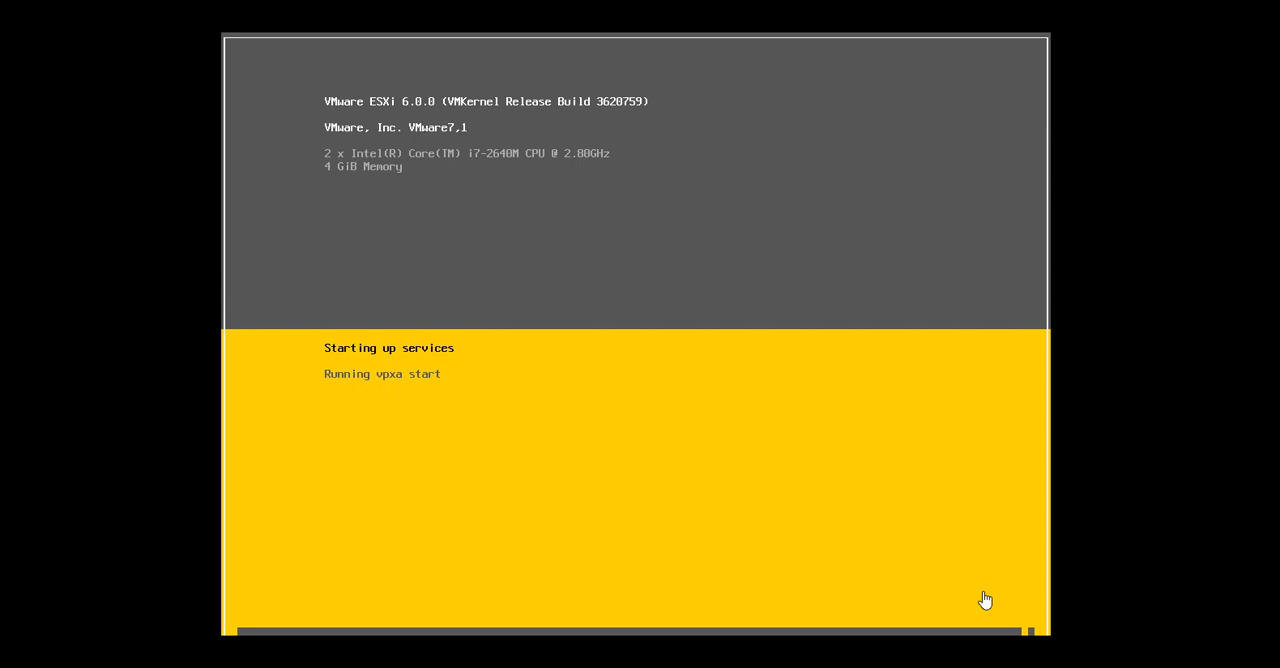 VMware ESXi 6.0.0 (VMKernel Release Build 3620759)
VMware, Inc. VMware7,1
2 x Intel(R) Core(TM) i7-2640M CPU @ 2.80GHz
4 GiB Memory
Starting up services
Running vpxa start